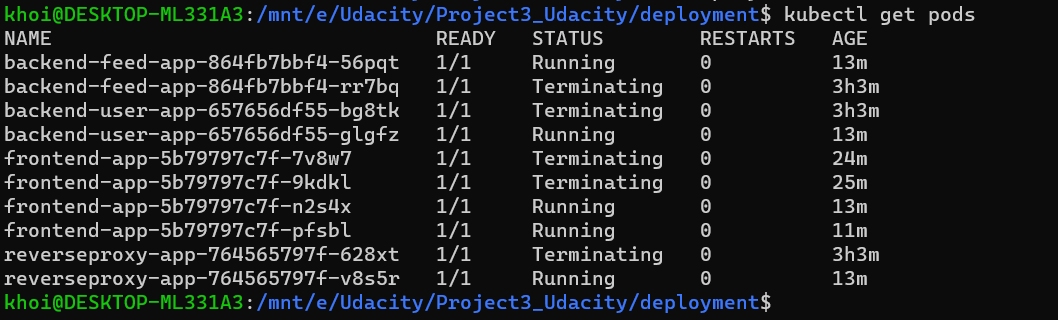 khoi@DESKTOP-ML331A3:/mnt/e/Udacity/Project3_Udacity/deployment$ kubectl get pods
NAME READY STATUS RESTARTS AGE
backend-feed-app-864fb7bbf4-56pqt 1/1 Running 0 13m
backend-feed-app-864fb7bbf4-rr7bq 1/1 Terminating 0 3h3m
backend-user-app-657656df55-bg8tk 1/1 Terminating 0 3h3m
backend-user-app-657656df55-glgfz 1/1 Running 0 13m
frontend-app-5b79797c7f-7v8w7 1/1 Terminating 0 24m
frontend-app-5b79797c7f-9kdkl 1/1 Terminating 0 25m
frontend-app-5b79797c7f-n2s4x 1/1 Running 0 13m
frontend-app-5b79797c7f-pfsbl 1/1 Running 0 11m
reverseproxy-app-764565797f-628xt 1/1 Terminating 0 3h3m
reverseproxy-app-764565797f-v8s5r 1/1 Running 0 13m
khoi@DESKTOP-ML331A3:/mnt/e/Udacity/Project3_Udacity/deployment$